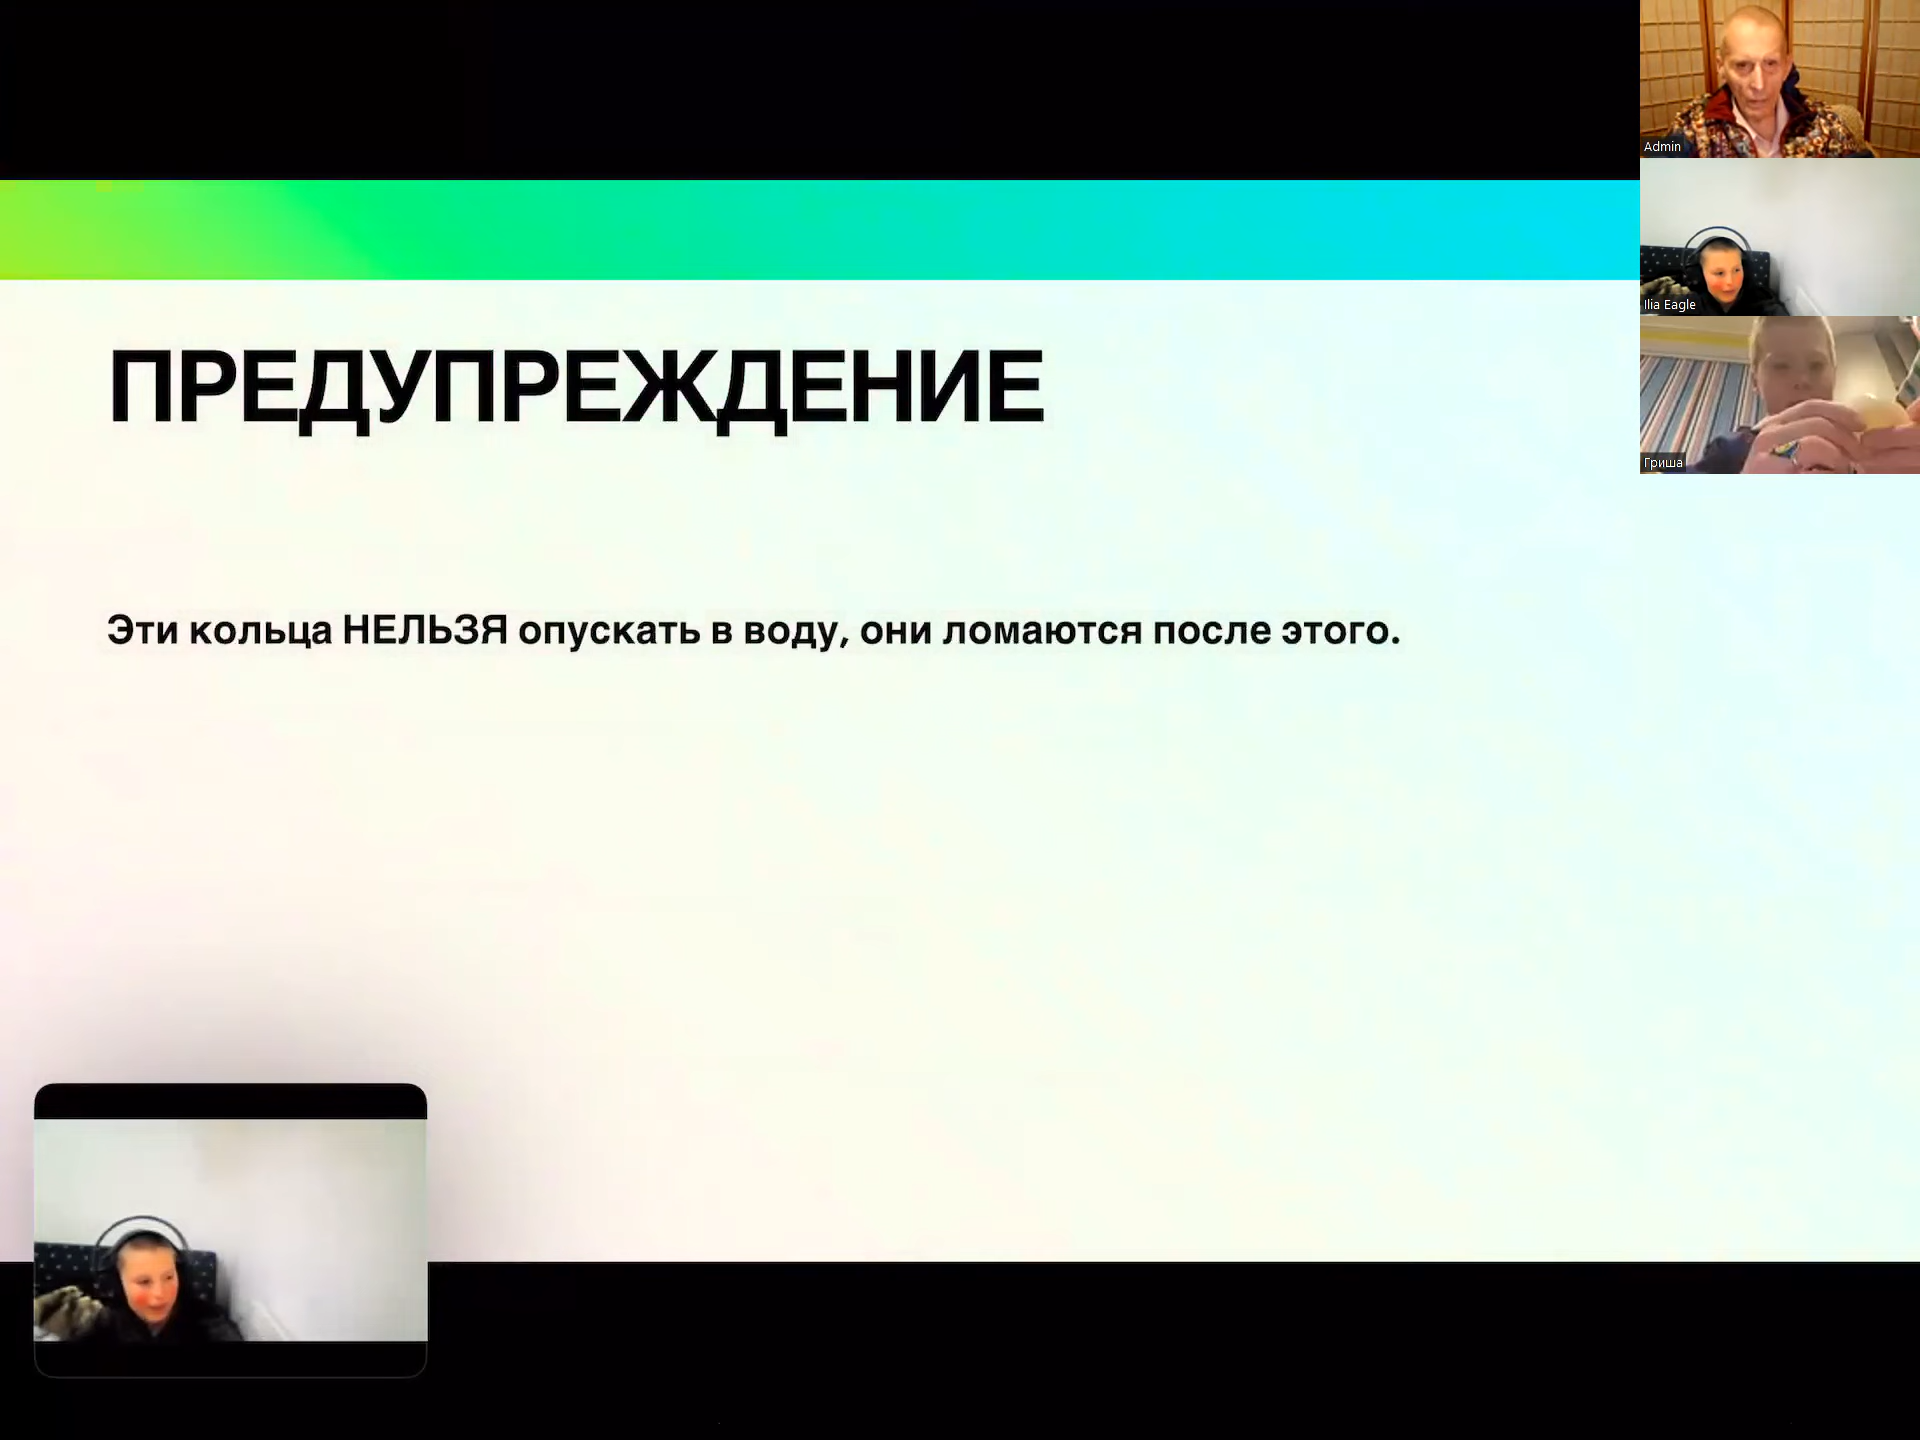 ПРЕДУПРЕЖДЕНИЕ
Эти кольца НЕЛЬЗЯ опускать в воду, они ломаются после этого.
Admin
Ilia Eagle
Гриша